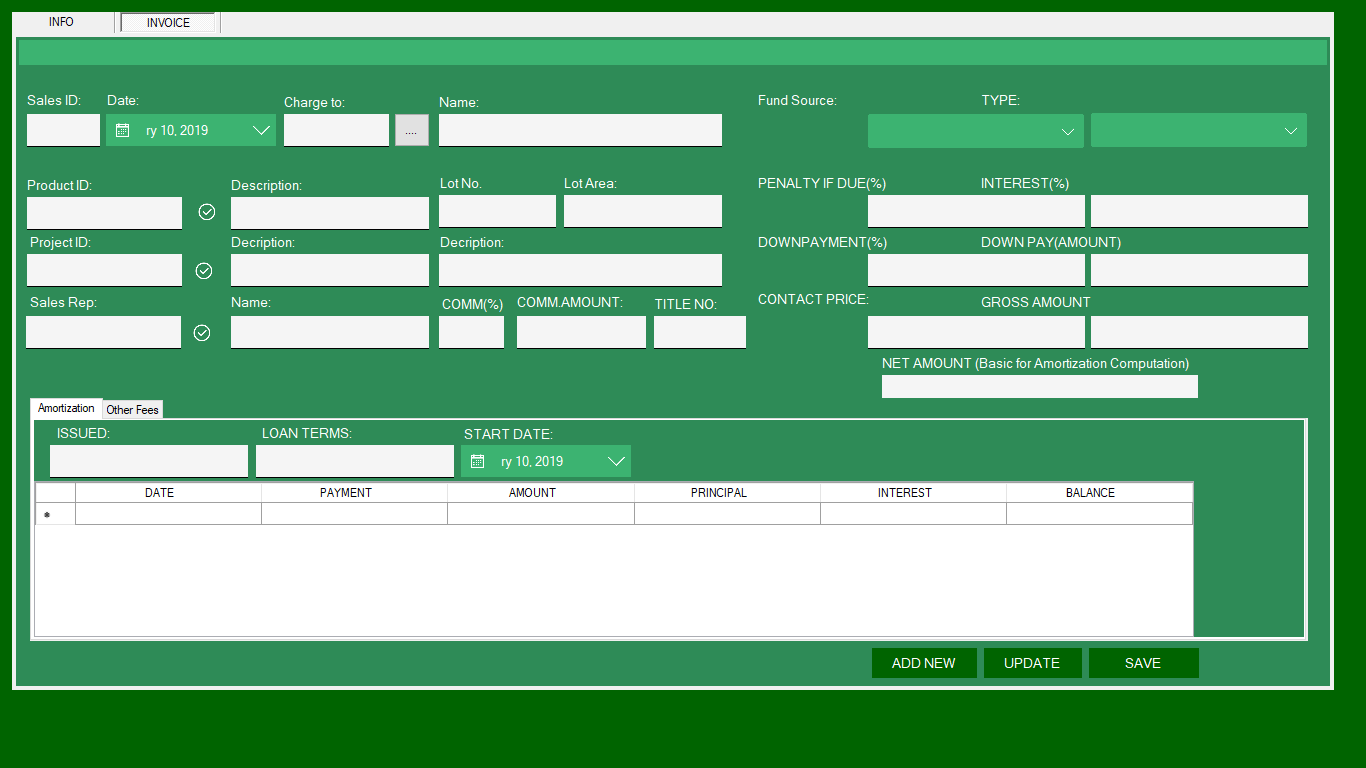 INFO INVOICE
Sales ID: Date: Charge to: Name: Fund Source: TYPE:
ry 10, 2019 ....
Product ID: Description: Lot No. Lot Area: PENALTY IF DUE(%) INTEREST(%)
Project ID: Decription: Decription: DOWNPAYMENT(%) DOWN PAY(AMOUNT)
Sales Rep: Name: COMM(%) COMM.AMOUNT: TITLE NO: CONTACT PRICE: GROSS AMOUNT
NET AMOUNT (Basic for Amortization Computation)
Amortization Other Fees
ISSUED: LOAN TERMS: START DATE:
ry 10, 2019
DATE PAYMENT AMOUNT PRINCIPAL INTEREST BALANCE
*
ADD NEW UPDATE SAVE